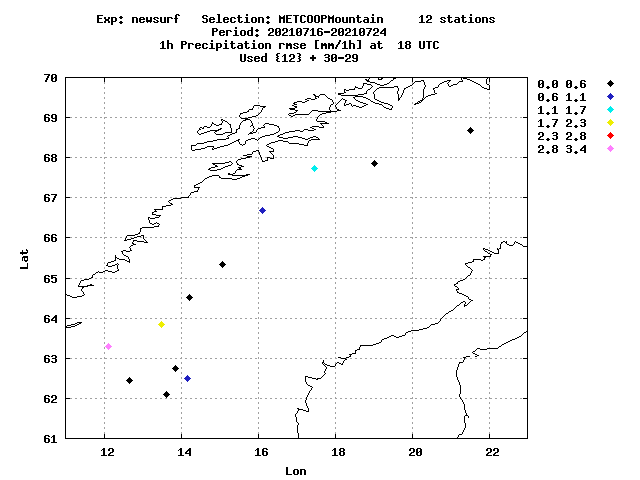 Exp: newsurf   Selection: METCOOPMountain     12 stations
Period: 20210716-20210724
1h Precipitation rmse [mm/1h] at  18 UTC
Used {12} + 30-29
70
69
68
67
66
65
64
63
62
61
Lat
12 14 16 18 20 22
Lon
0.0 0.6
0.6 1.1
1.1 1.7
1.7 2.3
2.3 2.8
2.8 3.4